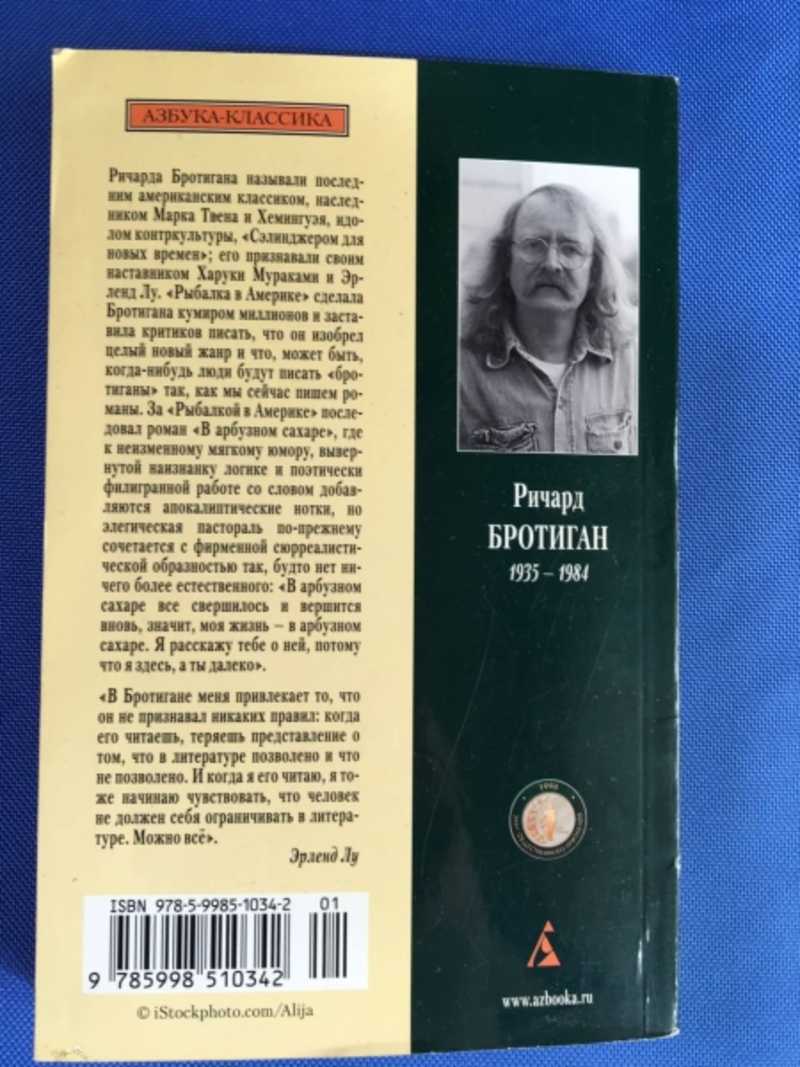 АЗБУКА-КЛАССИКА
Ричарда Бротигана называли послед-
ним американским классиком, наслед-
ником Марка Твена и Хемингуэя, идо-
лом контркультуры, «Сэлинджером для
новых времен»; его признавали своим
наставником Харуки Мураками и Эр-
ленд Лу. «Рыбалка в Америке» сделала
Бротигана кумиром миллионов и заста-
вила критиков писать, что он изобрел
целый новый жанр и что, может быть,
когда-нибудь люди будут писать «бро-
тиганы» так, как мы сейчас пишем ро-
маны. За «Рыбалкой в Америке» после-
довал роман «В арбузном сахаре», где
к неизменному мягкому юмору, вывер-
нутой наизнанку логике и поэтически
филигранной работе со словом добав-
ляются апокалиптические нотки, но
элегическая пастораль по-прежнему
сочетается с фирменной сюрреалисти-
ческой образностью так, будто нет ни-
чего более естественного: «В арбузном
сахаре все свершилось и вершится
вновь, значит, моя жизнь – в арбузном
сахаре. Я расскажу тебе о ней, потому
что я здесь, а ты далеко».
«В Бротигане меня привлекает то, что
он не признавал никаких правил: когда
его читаешь, теряешь представление о
том, что в литературе позволено и что
не позволено. И когда я его читаю, я то-
же начинаю чувствовать, что человек
не должен себя ограничивать в литера-
туре. Можно всё».
Эрленд Лу
ISBN 978-5-9985-1034-2 01
9 785998 510342
© iStockphoto.com/Alija
Ричард
БРОТИГАН
1935 – 1984
www.azbooka.ru